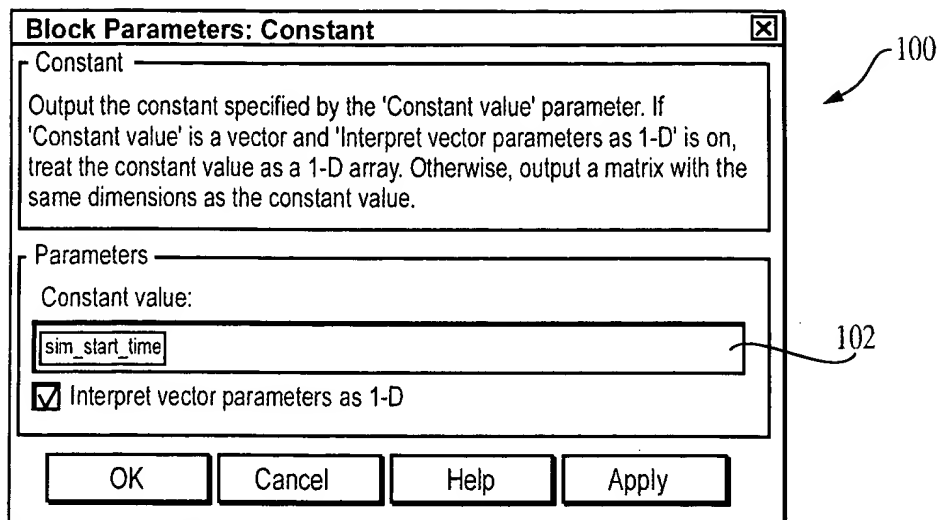 Block Parameters: Constant
100
Constant
Output the constant specified by the 'Constant value' parameter. If
'Constant value' is a vector and 'Interpret vector parameters as 1-D' is on,
treat the constant value as a 1-D array. Otherwise, output a matrix with the
same dimensions as the constant value.
Parameters
Constant value:
sim_start_time
102
Interpret vector parameters as 1-D
OK Cancel Help Apply